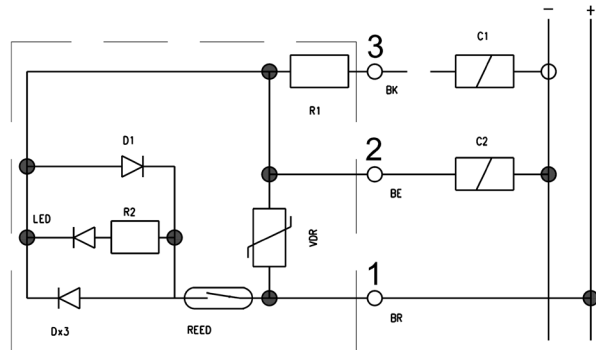 − +
3 C1
BK
R1
D1
2 C2
BE
LED R2
VDR
1
BR
Dx3 REED